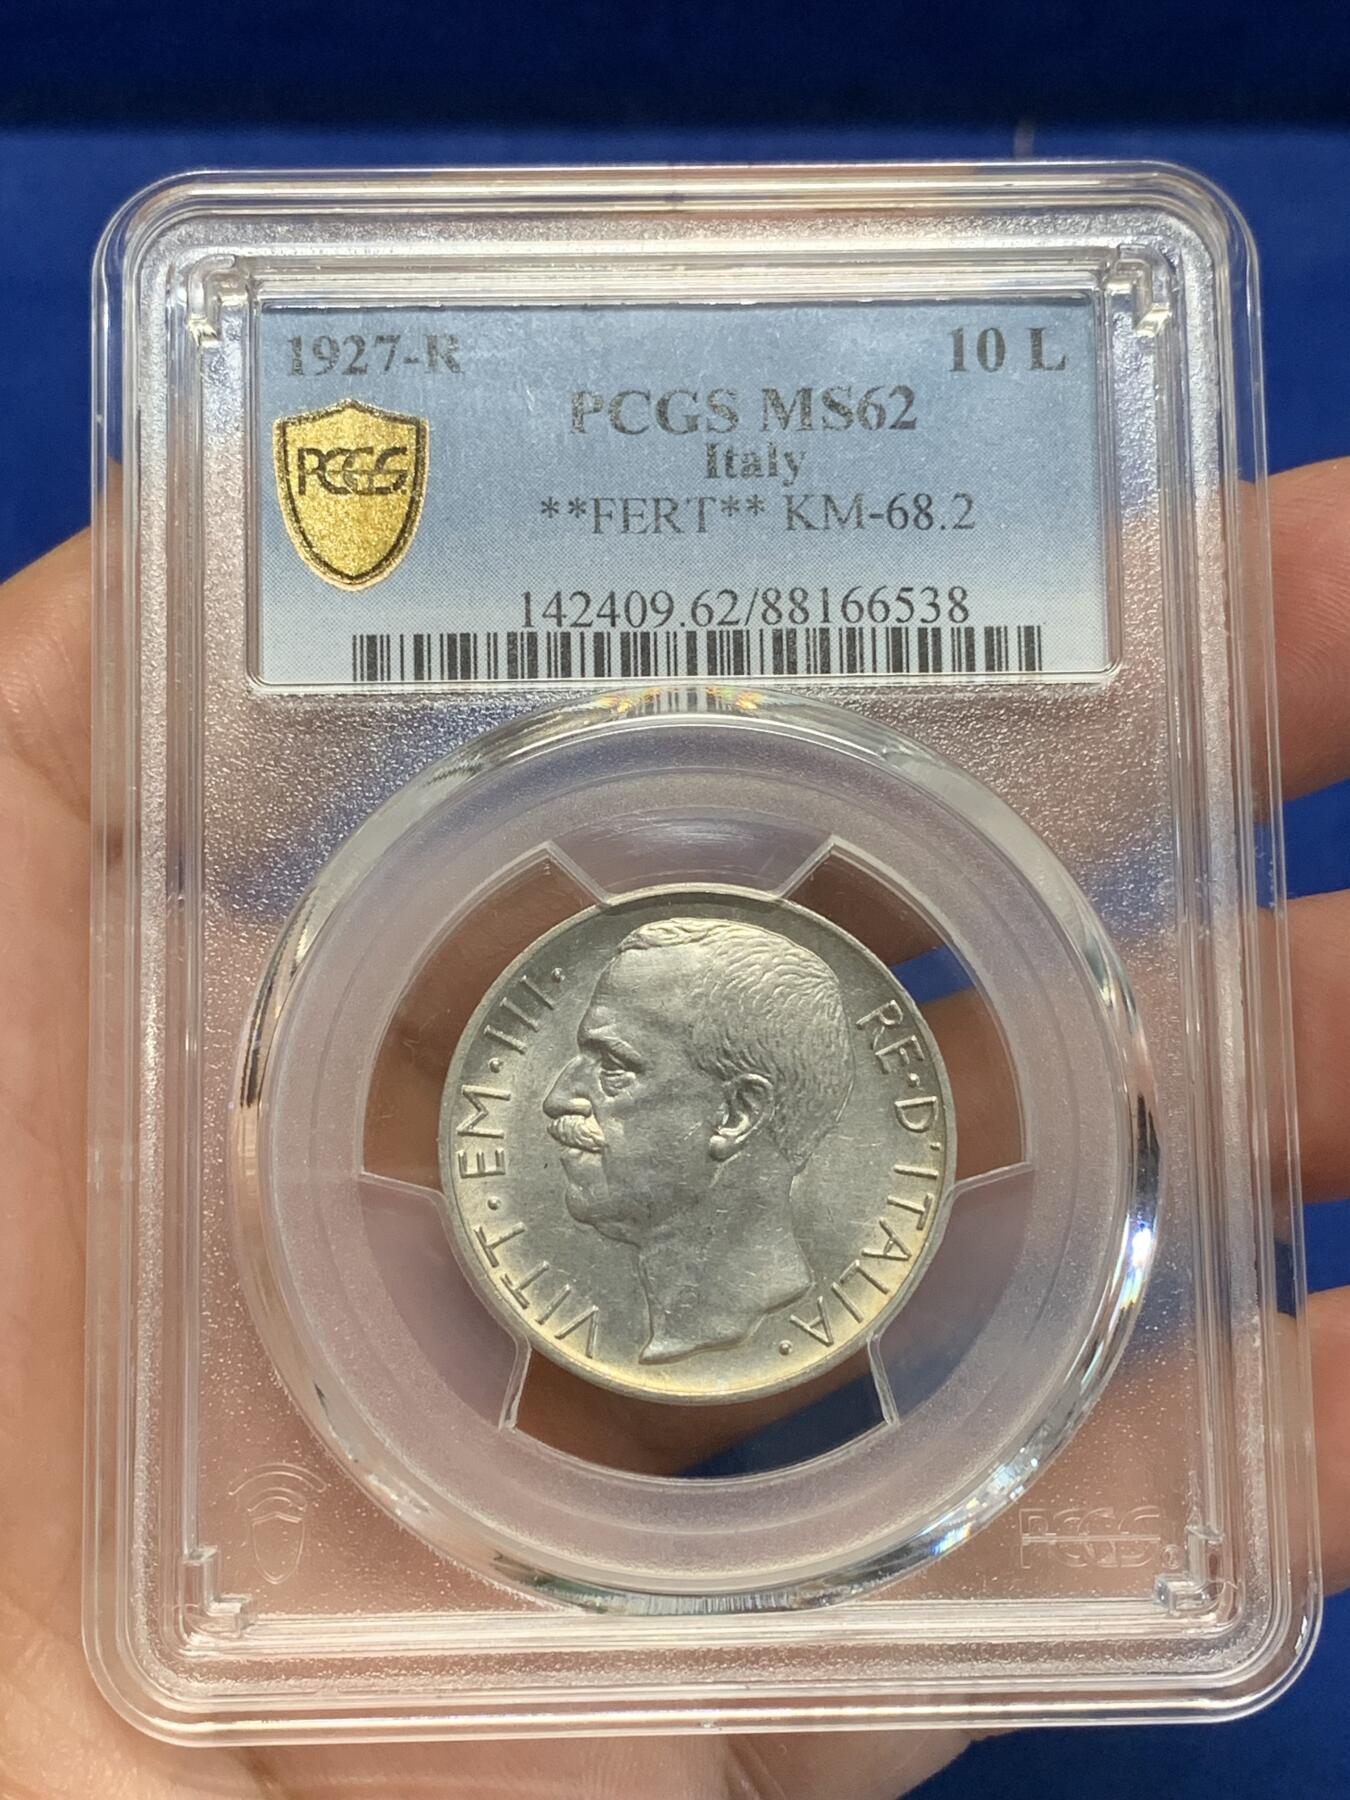 1927-R 10 L
PCGS MS62
PCGS
Italy
**FERT** KM-68.2
142409.62/88166538
VITT·EM·III· RE·D'ITALIA·
PCGS